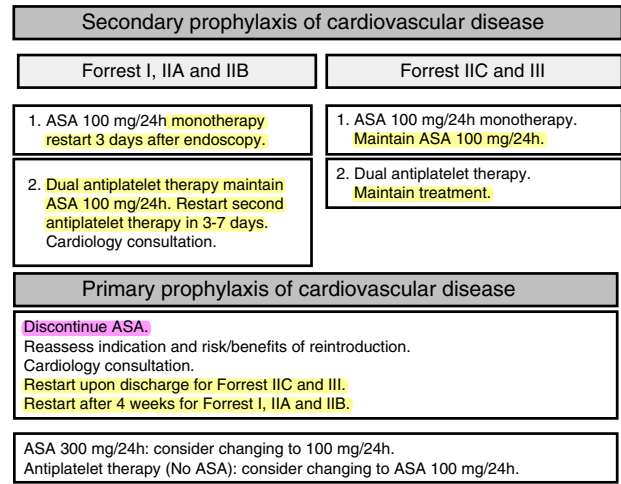 Secondary prophylaxis of cardiovascular disease
Forrest I, IIA and IIB
1. ASA 100 mg/24h monotherapy
restart 3 days after endoscopy.
2. Dual antiplatelet therapy maintain
ASA 100 mg/24h. Restart second
antiplatelet therapy in 3-7 days.
Cardiology consultation.
Forrest IIC and III
1. ASA 100 mg/24h monotherapy.
Maintain ASA 100 mg/24h.
2. Dual antiplatelet therapy.
Maintain treatment.
Primary prophylaxis of cardiovascular disease
Discontinue ASA.
Reassess indication and risk/benefits of reintroduction.
Cardiology consultation.
Restart upon discharge for Forrest IIC and III.
Restart after 4 weeks for Forrest I, IIA and IIB.
ASA 300 mg/24h: consider changing to 100 mg/24h.
Antiplatelet therapy (No ASA): consider changing to ASA 100 mg/24h.